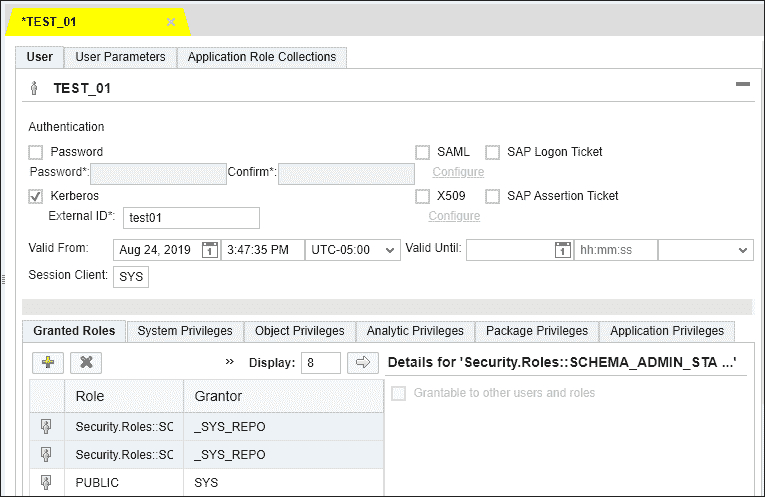 *TEST_01
User User Parameters Application Role Collections
TEST_01
Authentication
Password SAML SAP Logon Ticket
Password*: Confirm*: Configure
Kerberos X509 SAP Assertion Ticket
External ID*: test01 Configure
Valid From: Aug 24, 2019 1 3:47:35 PM UTC-05:00 Valid Until: 1 hh:mm:ss
Session Client: SYS
Granted Roles System Privileges Object Privileges Analytic Privileges Package Privileges Application Privileges
» Display: 8 Details for 'Security.Roles::SCHEMA_ADMIN_STA ...'
Grantable to other users and roles
Role Grantor
Security.Roles::SC _SYS_REPO
Security.Roles::SC _SYS_REPO
PUBLIC SYS